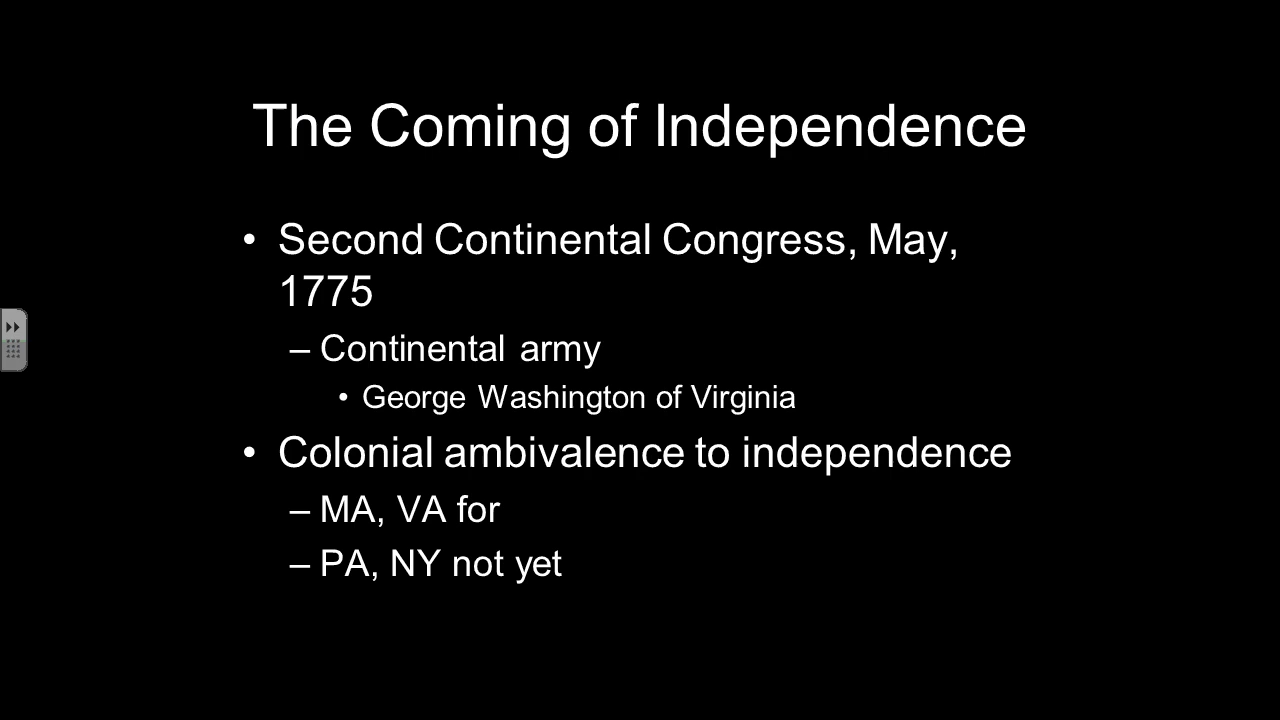 The Coming of Independence
• Second Continental Congress, May,
1775
– Continental army
• George Washington of Virginia
• Colonial ambivalence to independence
– MA, VA for
– PA, NY not yet